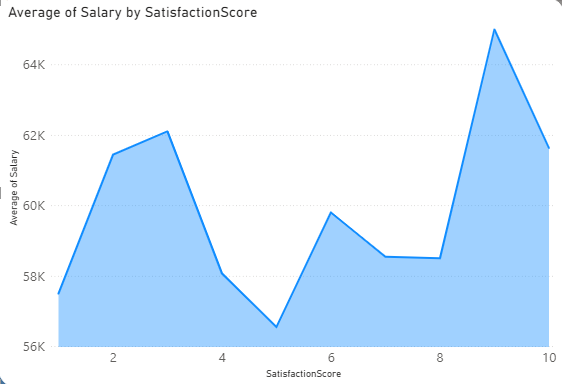 Average of Salary by SatisfactionScore
64K
62K
60K
58K
56K
Average of Salary
2 4 6 8 10
SatisfactionScore